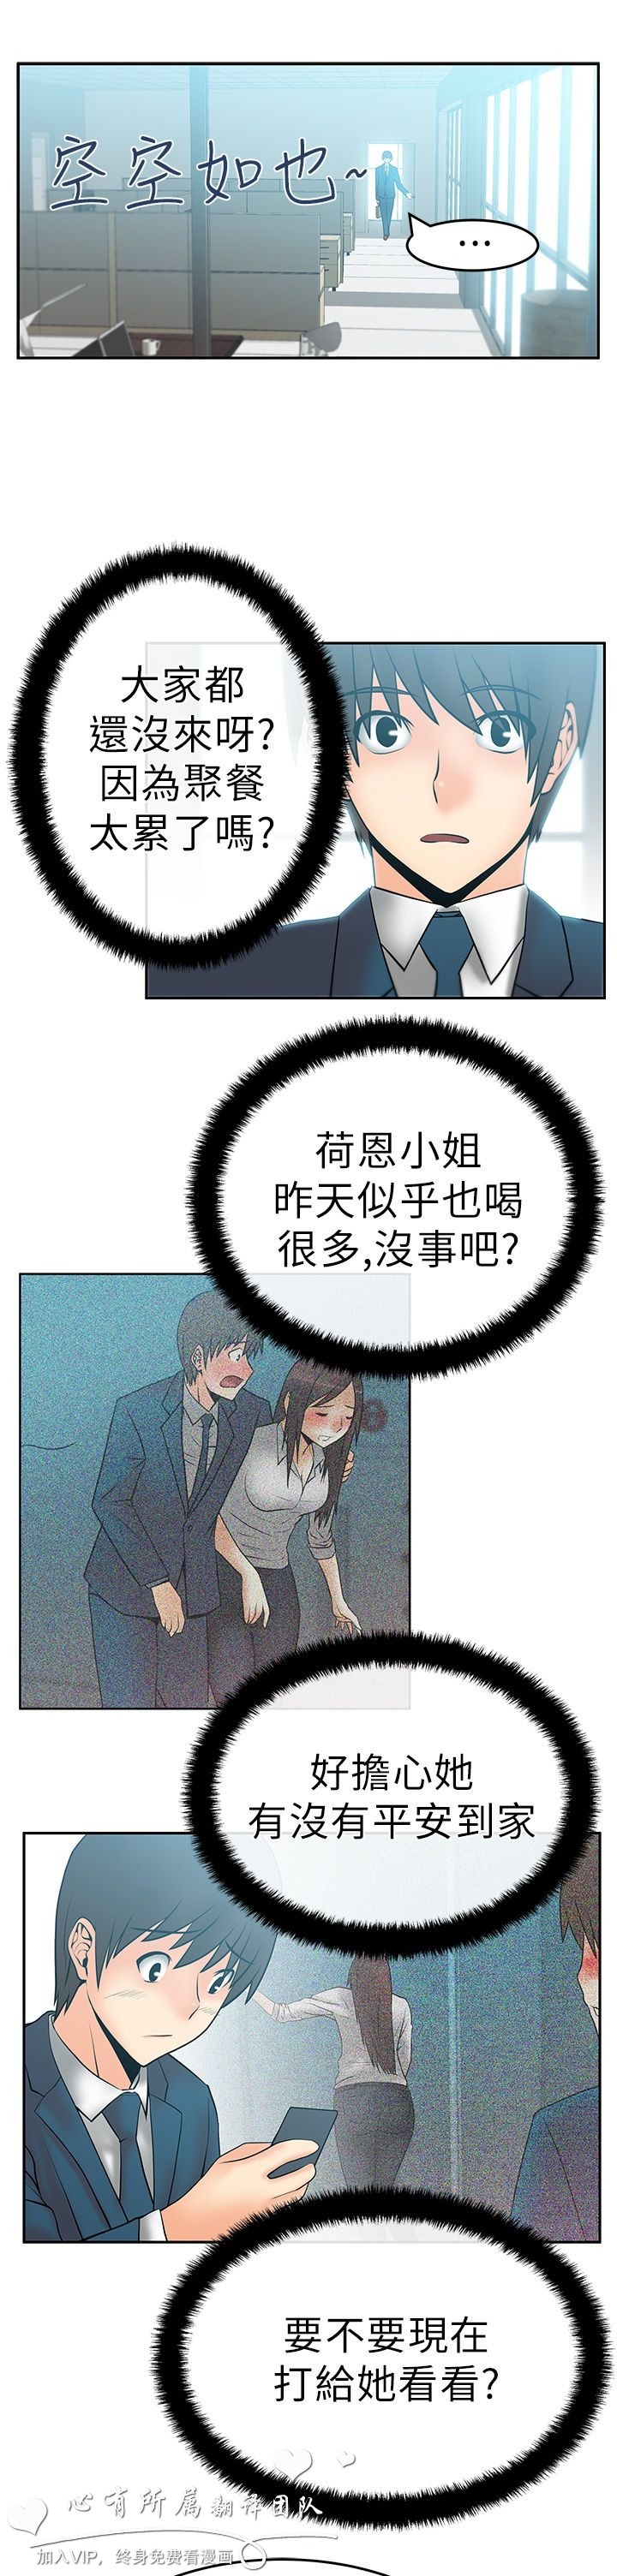 空空如也~
...
大家都
還沒來呀?
因為聚餐
太累了嗎?
荷恩小姐
昨天似乎也喝
很多,沒事吧?
好擔心她
有沒有平安到家
要不要現在
打給她看看?
心有所属翻译团队
加入VIP，终身免费看漫画